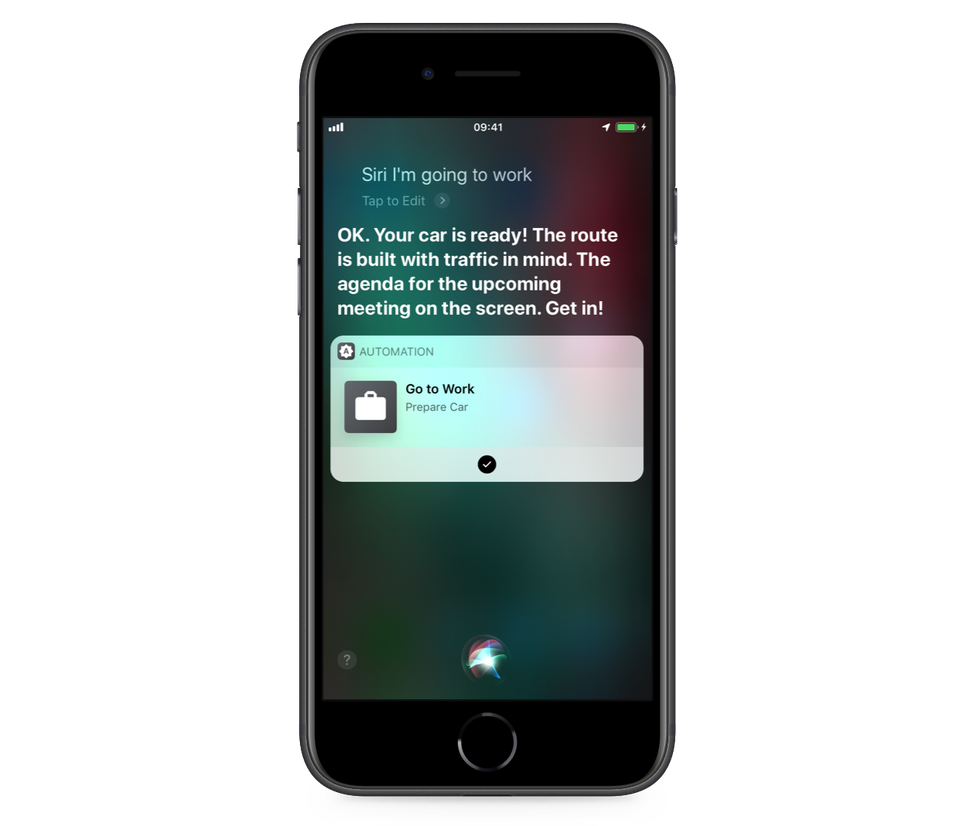 09:41
Siri I'm going to work
Tap to Edit
OK. Your car is ready! The route
is built with traffic in mind. The
agenda for the upcoming
meeting on the screen. Get in!
A AUTOMATION
Go to Work
Prepare Car
?